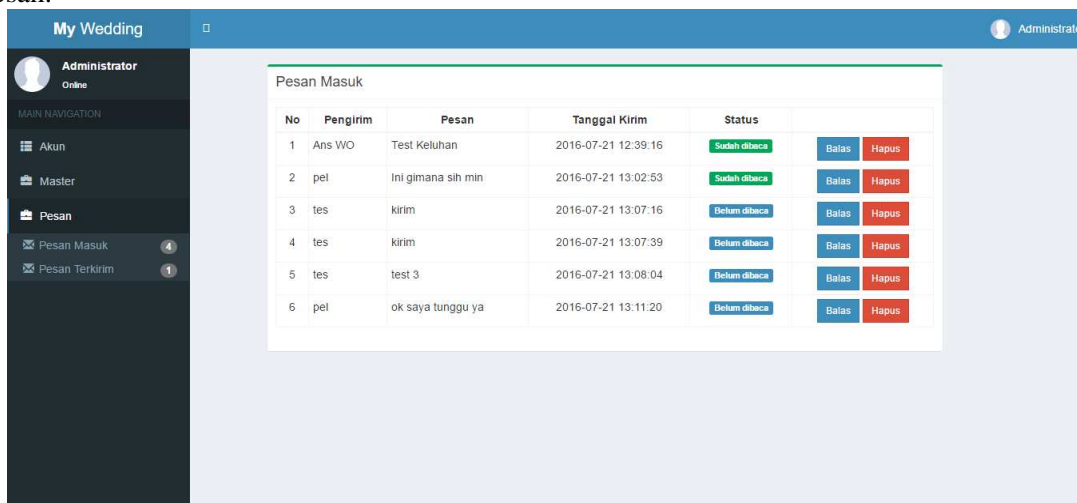 My Wedding
Administrator
Online
MAIN NAVIGATION
Akun
Master
Pesan
Pesan Masuk 4
Pesan Terkirim 1
Pesan Masuk
No Pengirim Pesan Tanggal Kirim Status
1 Ans WO Test Keluhan 2016-07-21 12:39:16 Sudah dibaca Balas Hapus
2 pel Ini gimana sih min 2016-07-21 13:02:53 Sudah dibaca Balas Hapus
3 tes kirim 2016-07-21 13:07:16 Belum dibaca Balas Hapus
4 tes kirim 2016-07-21 13:07:39 Belum dibaca Balas Hapus
5 tes test 3 2016-07-21 13:08:04 Belum dibaca Balas Hapus
6 pel ok saya tunggu ya 2016-07-21 13:11:20 Belum dibaca Balas Hapus